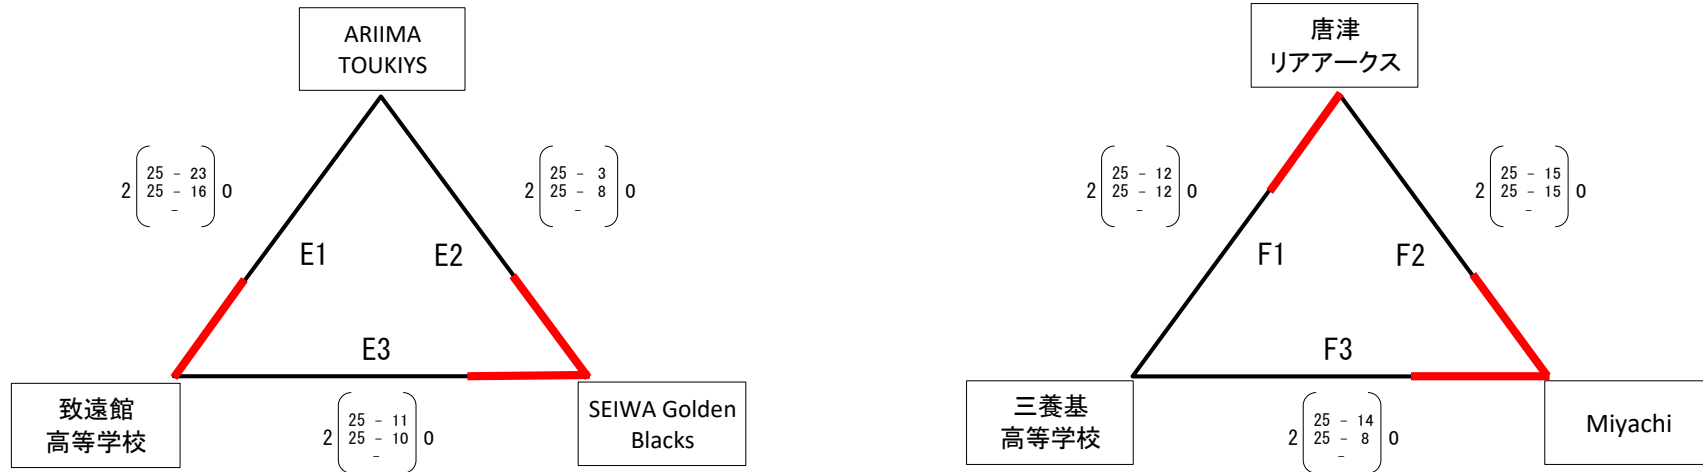 ARIIMA
TOUKIYS
2 25 - 23 0
25 - 16
-
2 25 - 3 0
25 - 8
-
E1
E2
E3
致遠館
高等学校
2 25 - 11 0
25 - 10
-
SEIWA Golden
Blacks
唐津
リアアークス
2 25 - 12 0
25 - 12
-
2 25 - 15 0
25 - 15
-
F1
F2
F3
三養基
高等学校
2 25 - 14 0
25 - 8
-
Miyachi